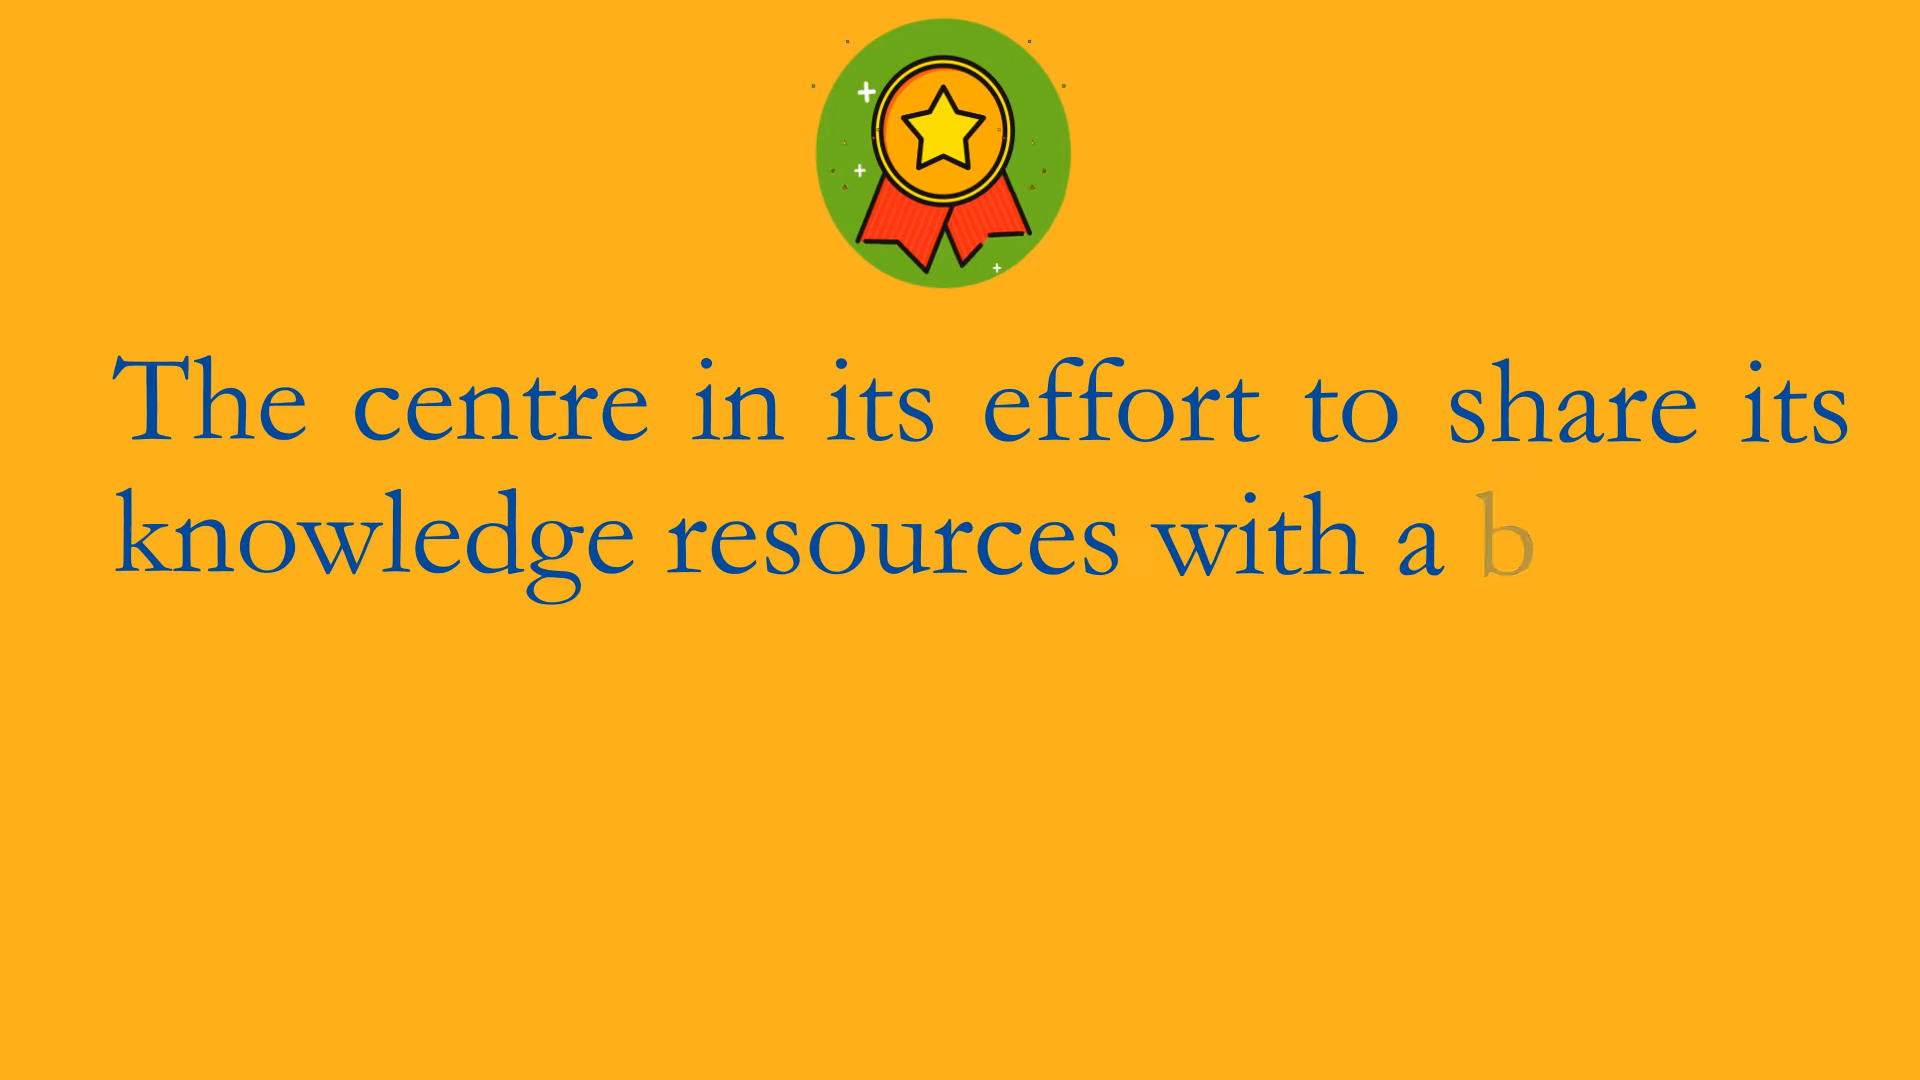 The centre in its effort to share its
knowledge resources with a b